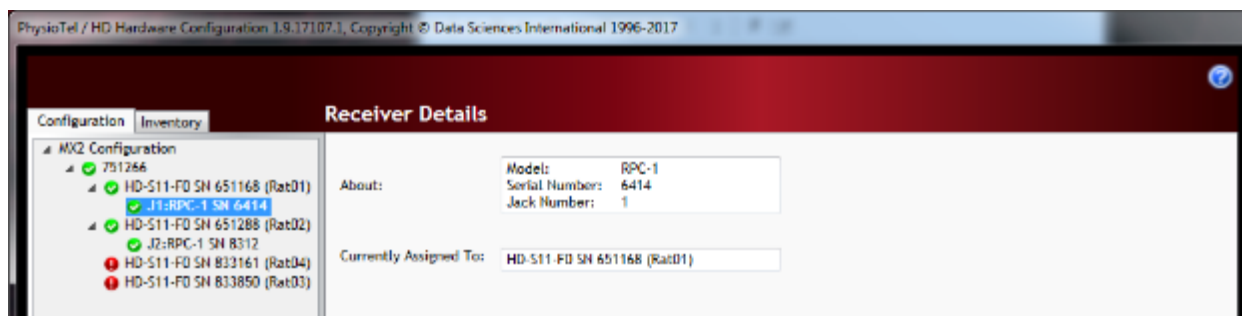 PhysioTel / HD Hardware Configuration 1.9.17107.1, Copyright © Data Sciences International 1996-2017
Receiver Details
Configuration Inventory
MX2 Configuration
751266
HD-S11-F0 SN 651168 (Rat01)
J1:RPC-1 SN 6414
HD-S11-F0 SN 651288 (Rat02)
J2:RPC-1 SN 8312
HD-S11-F0 SN 833161 (Rat04)
HD-S11-F0 SN 833850 (Rat03)
About:
Model: RPC-1
Serial Number: 6414
Jack Number: 1
Currently Assigned To: HD-S11-F0 SN 651168 (Rat01)